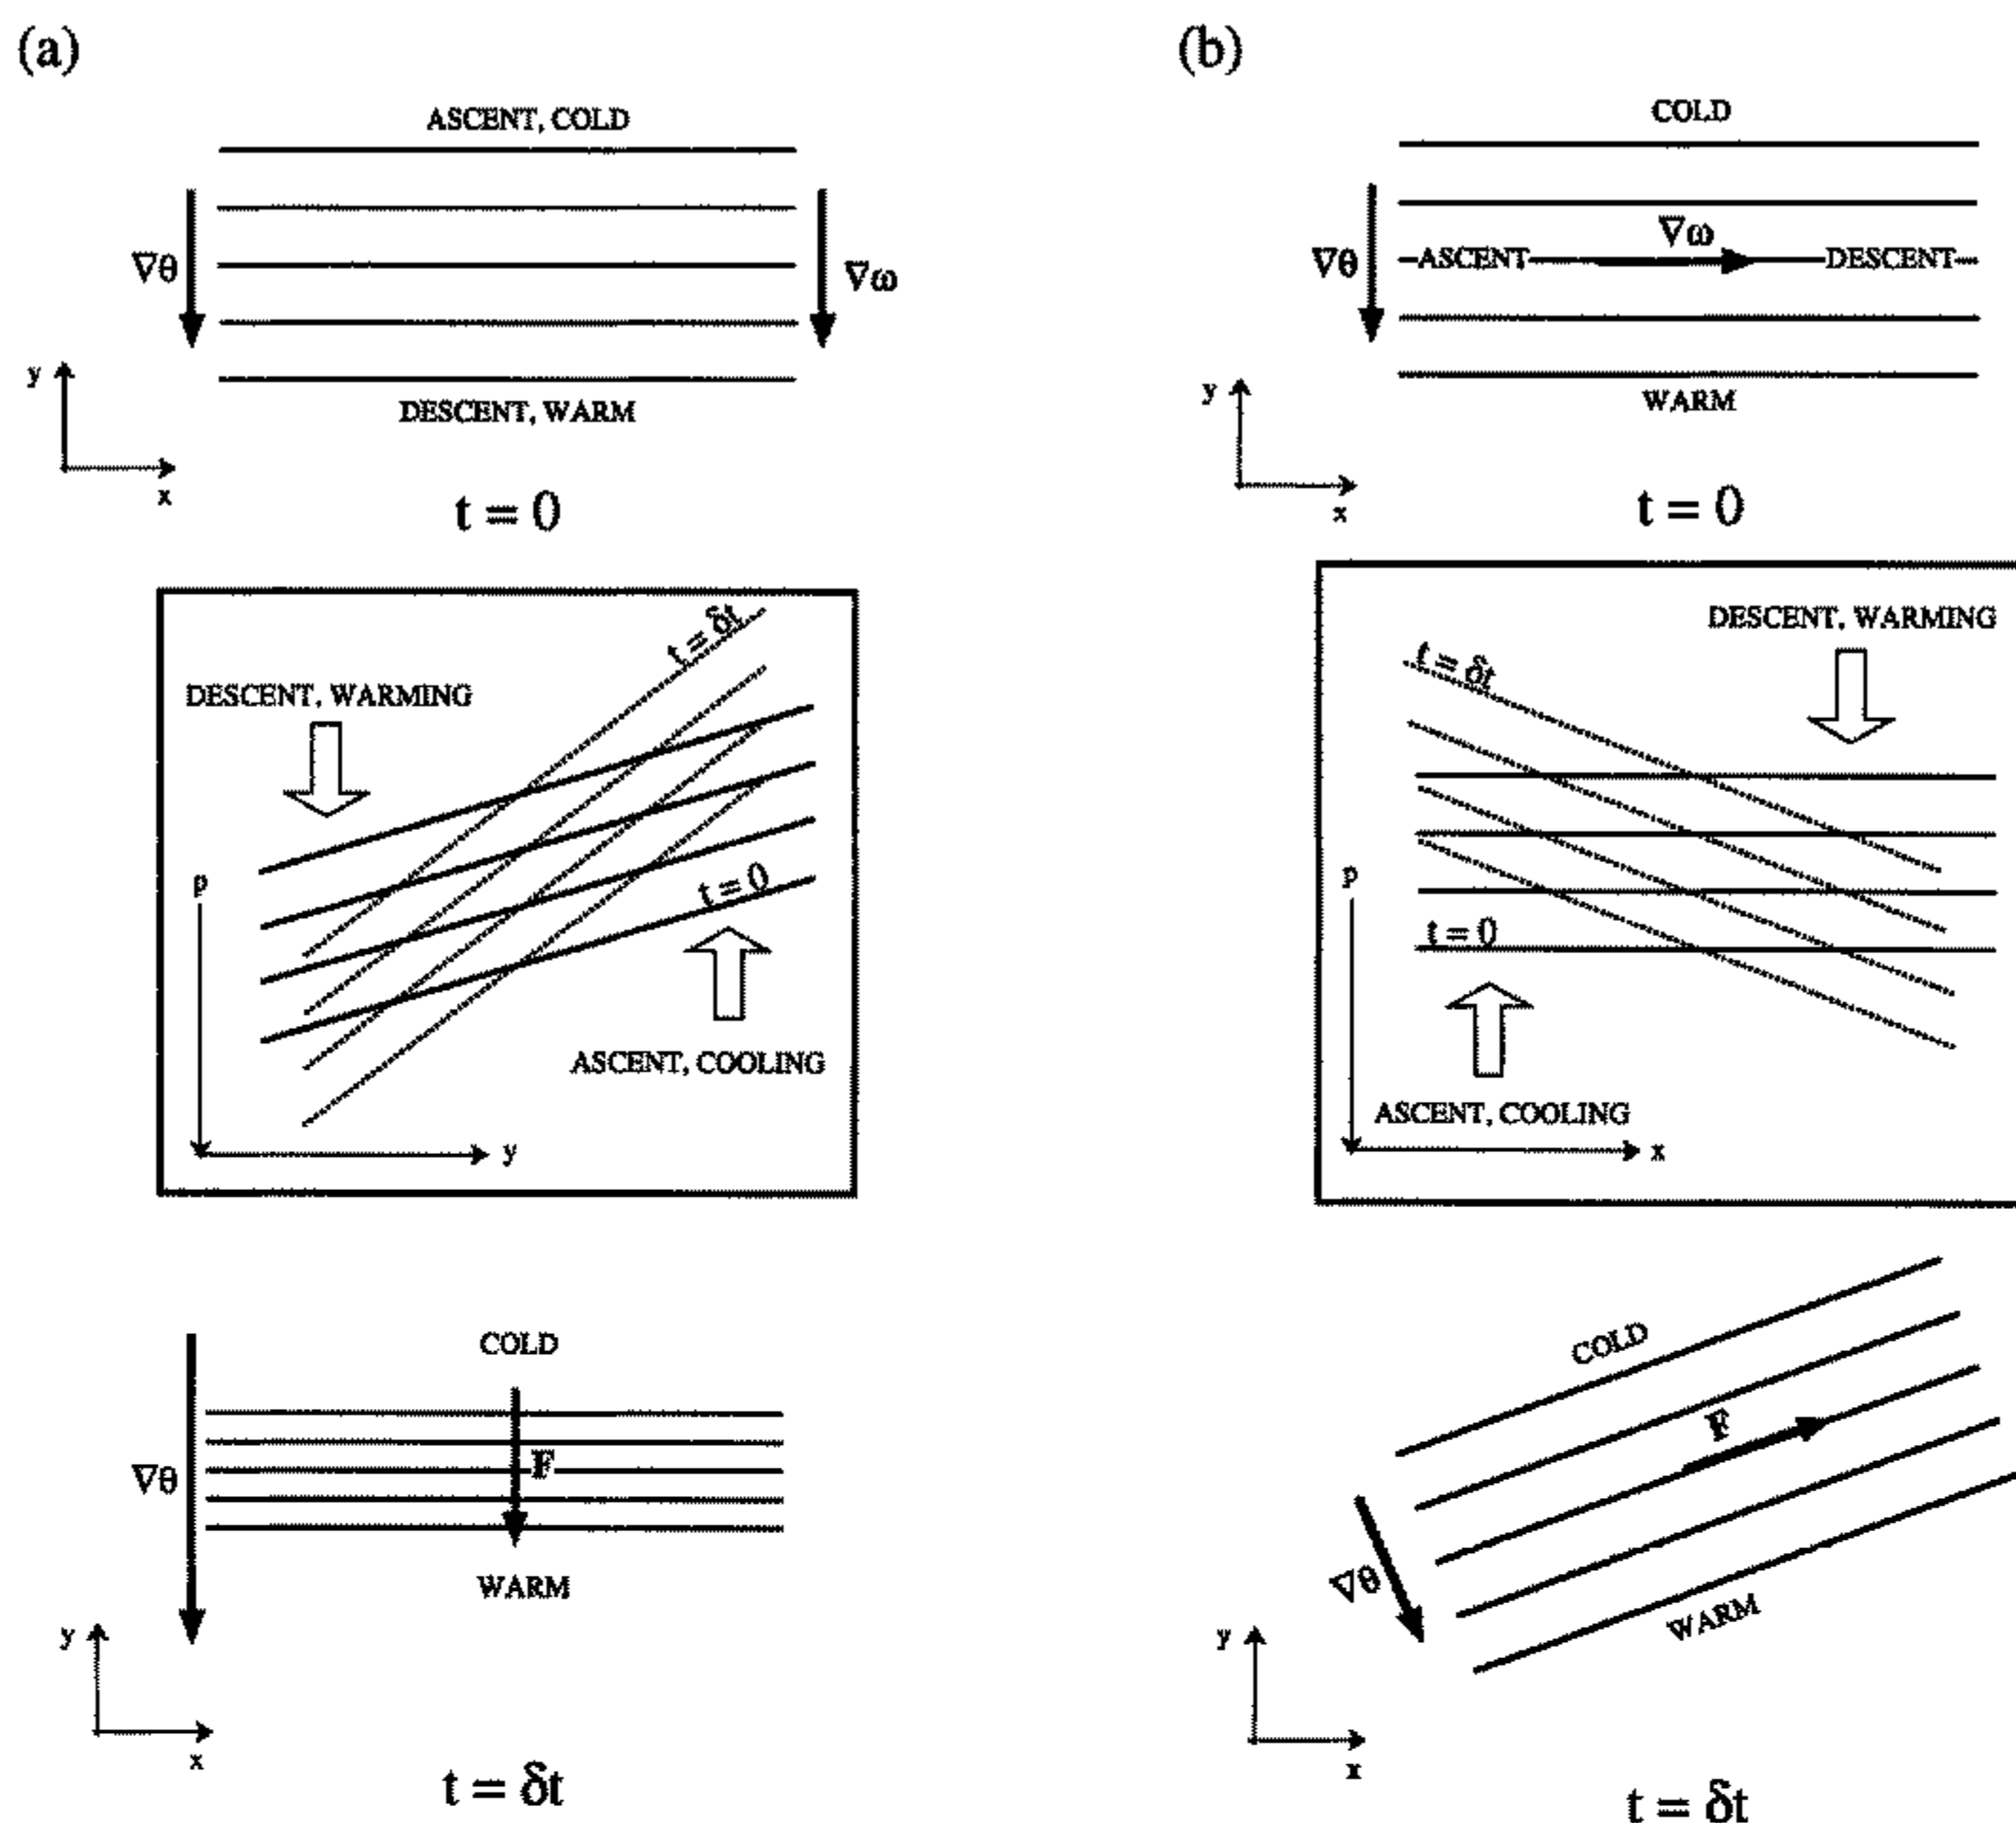 (a)
ASCENT, COLD
∇θ
∇ω
y
DESCENT, WARM
x
t = 0
t = δt
DESCENT, WARMING
p
t = 0
ASCENT, COOLING
y
COLD
∇θ
F
WARM
y
x
t = δt
(b)
COLD
∇ω
∇θ
ASCENT
DESCENT
y
WARM
x
t = 0
DESCENT, WARMING
t = δt
p
t = 0
ASCENT, COOLING
x
COLD
F
∇θ
WARM
y
x
t = δt